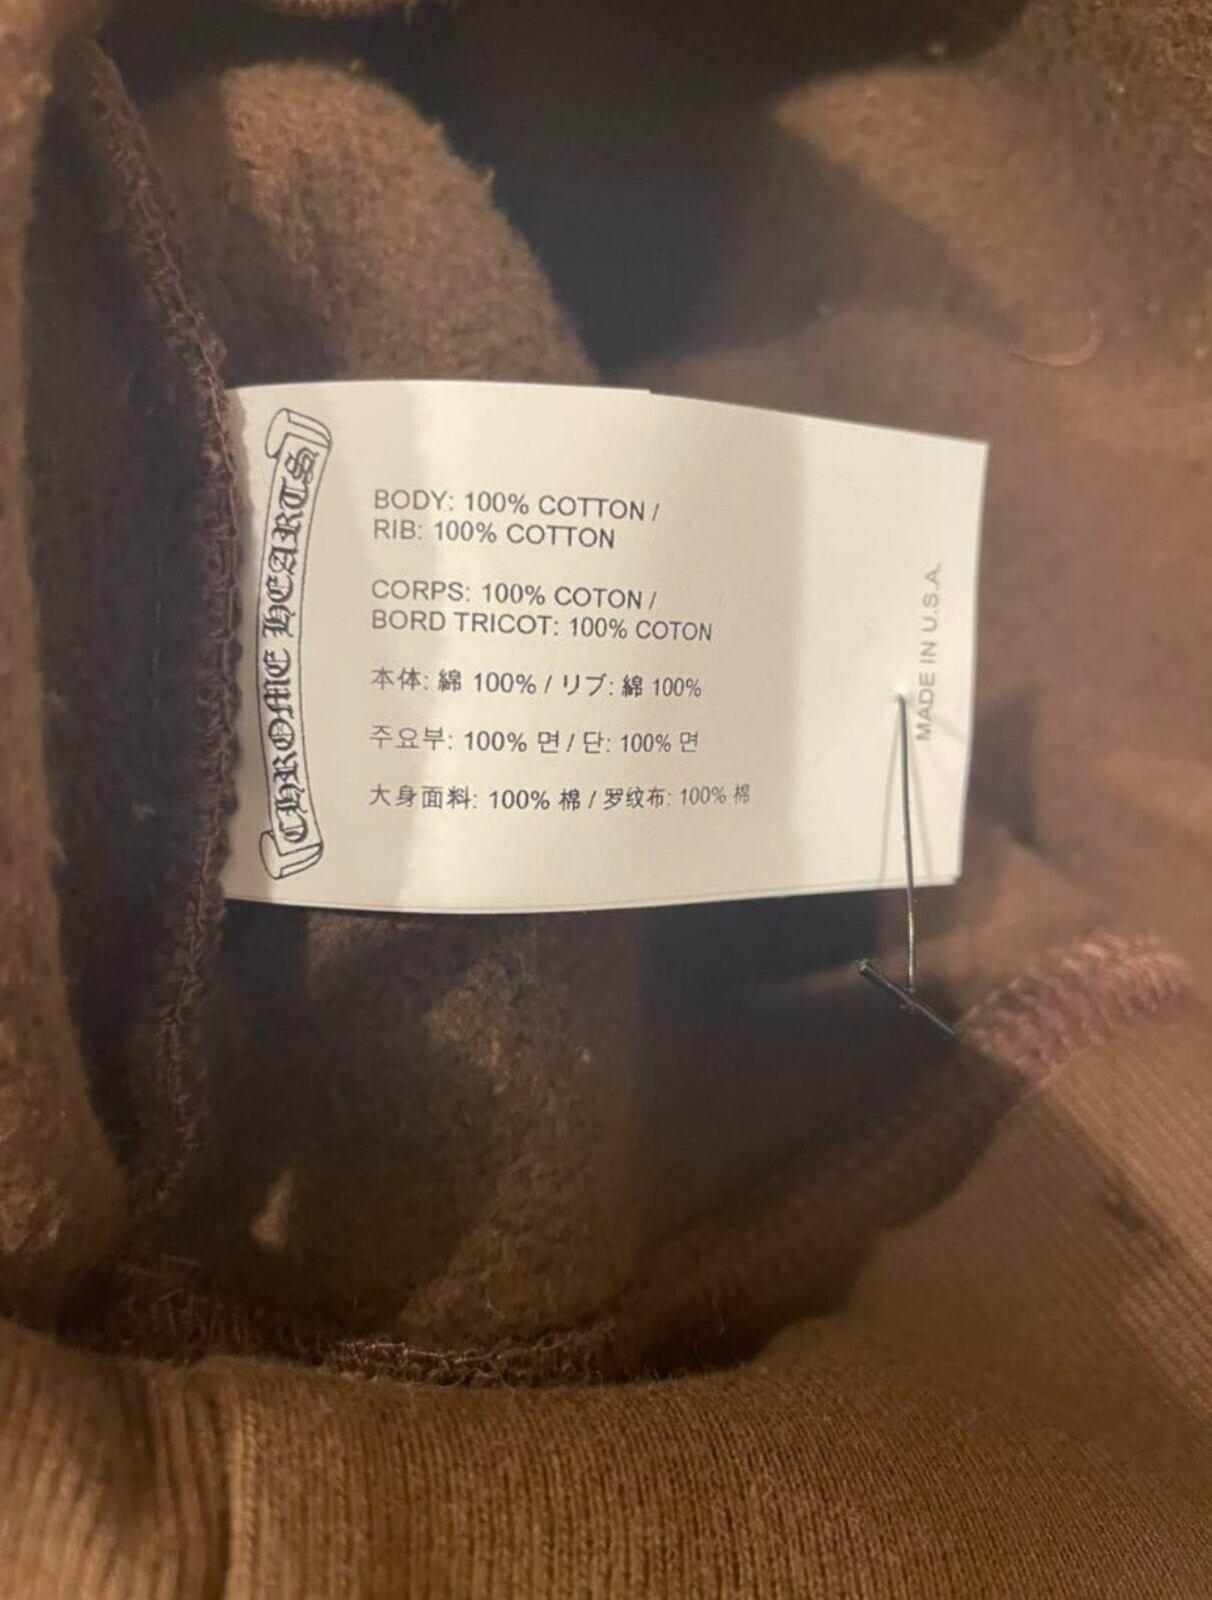 CHROME HEARTS
BODY: 100% COTTON /
RIB: 100% COTTON
CORPS: 100% COTON /
BORD TRICOT: 100% COTON
本体: 綿 100% / リブ: 綿 100%
주요부: 100% 면 / 단: 100% 면
大身面料: 100% 棉 / 罗纹布: 100% 棉
MADE IN U.S.A.